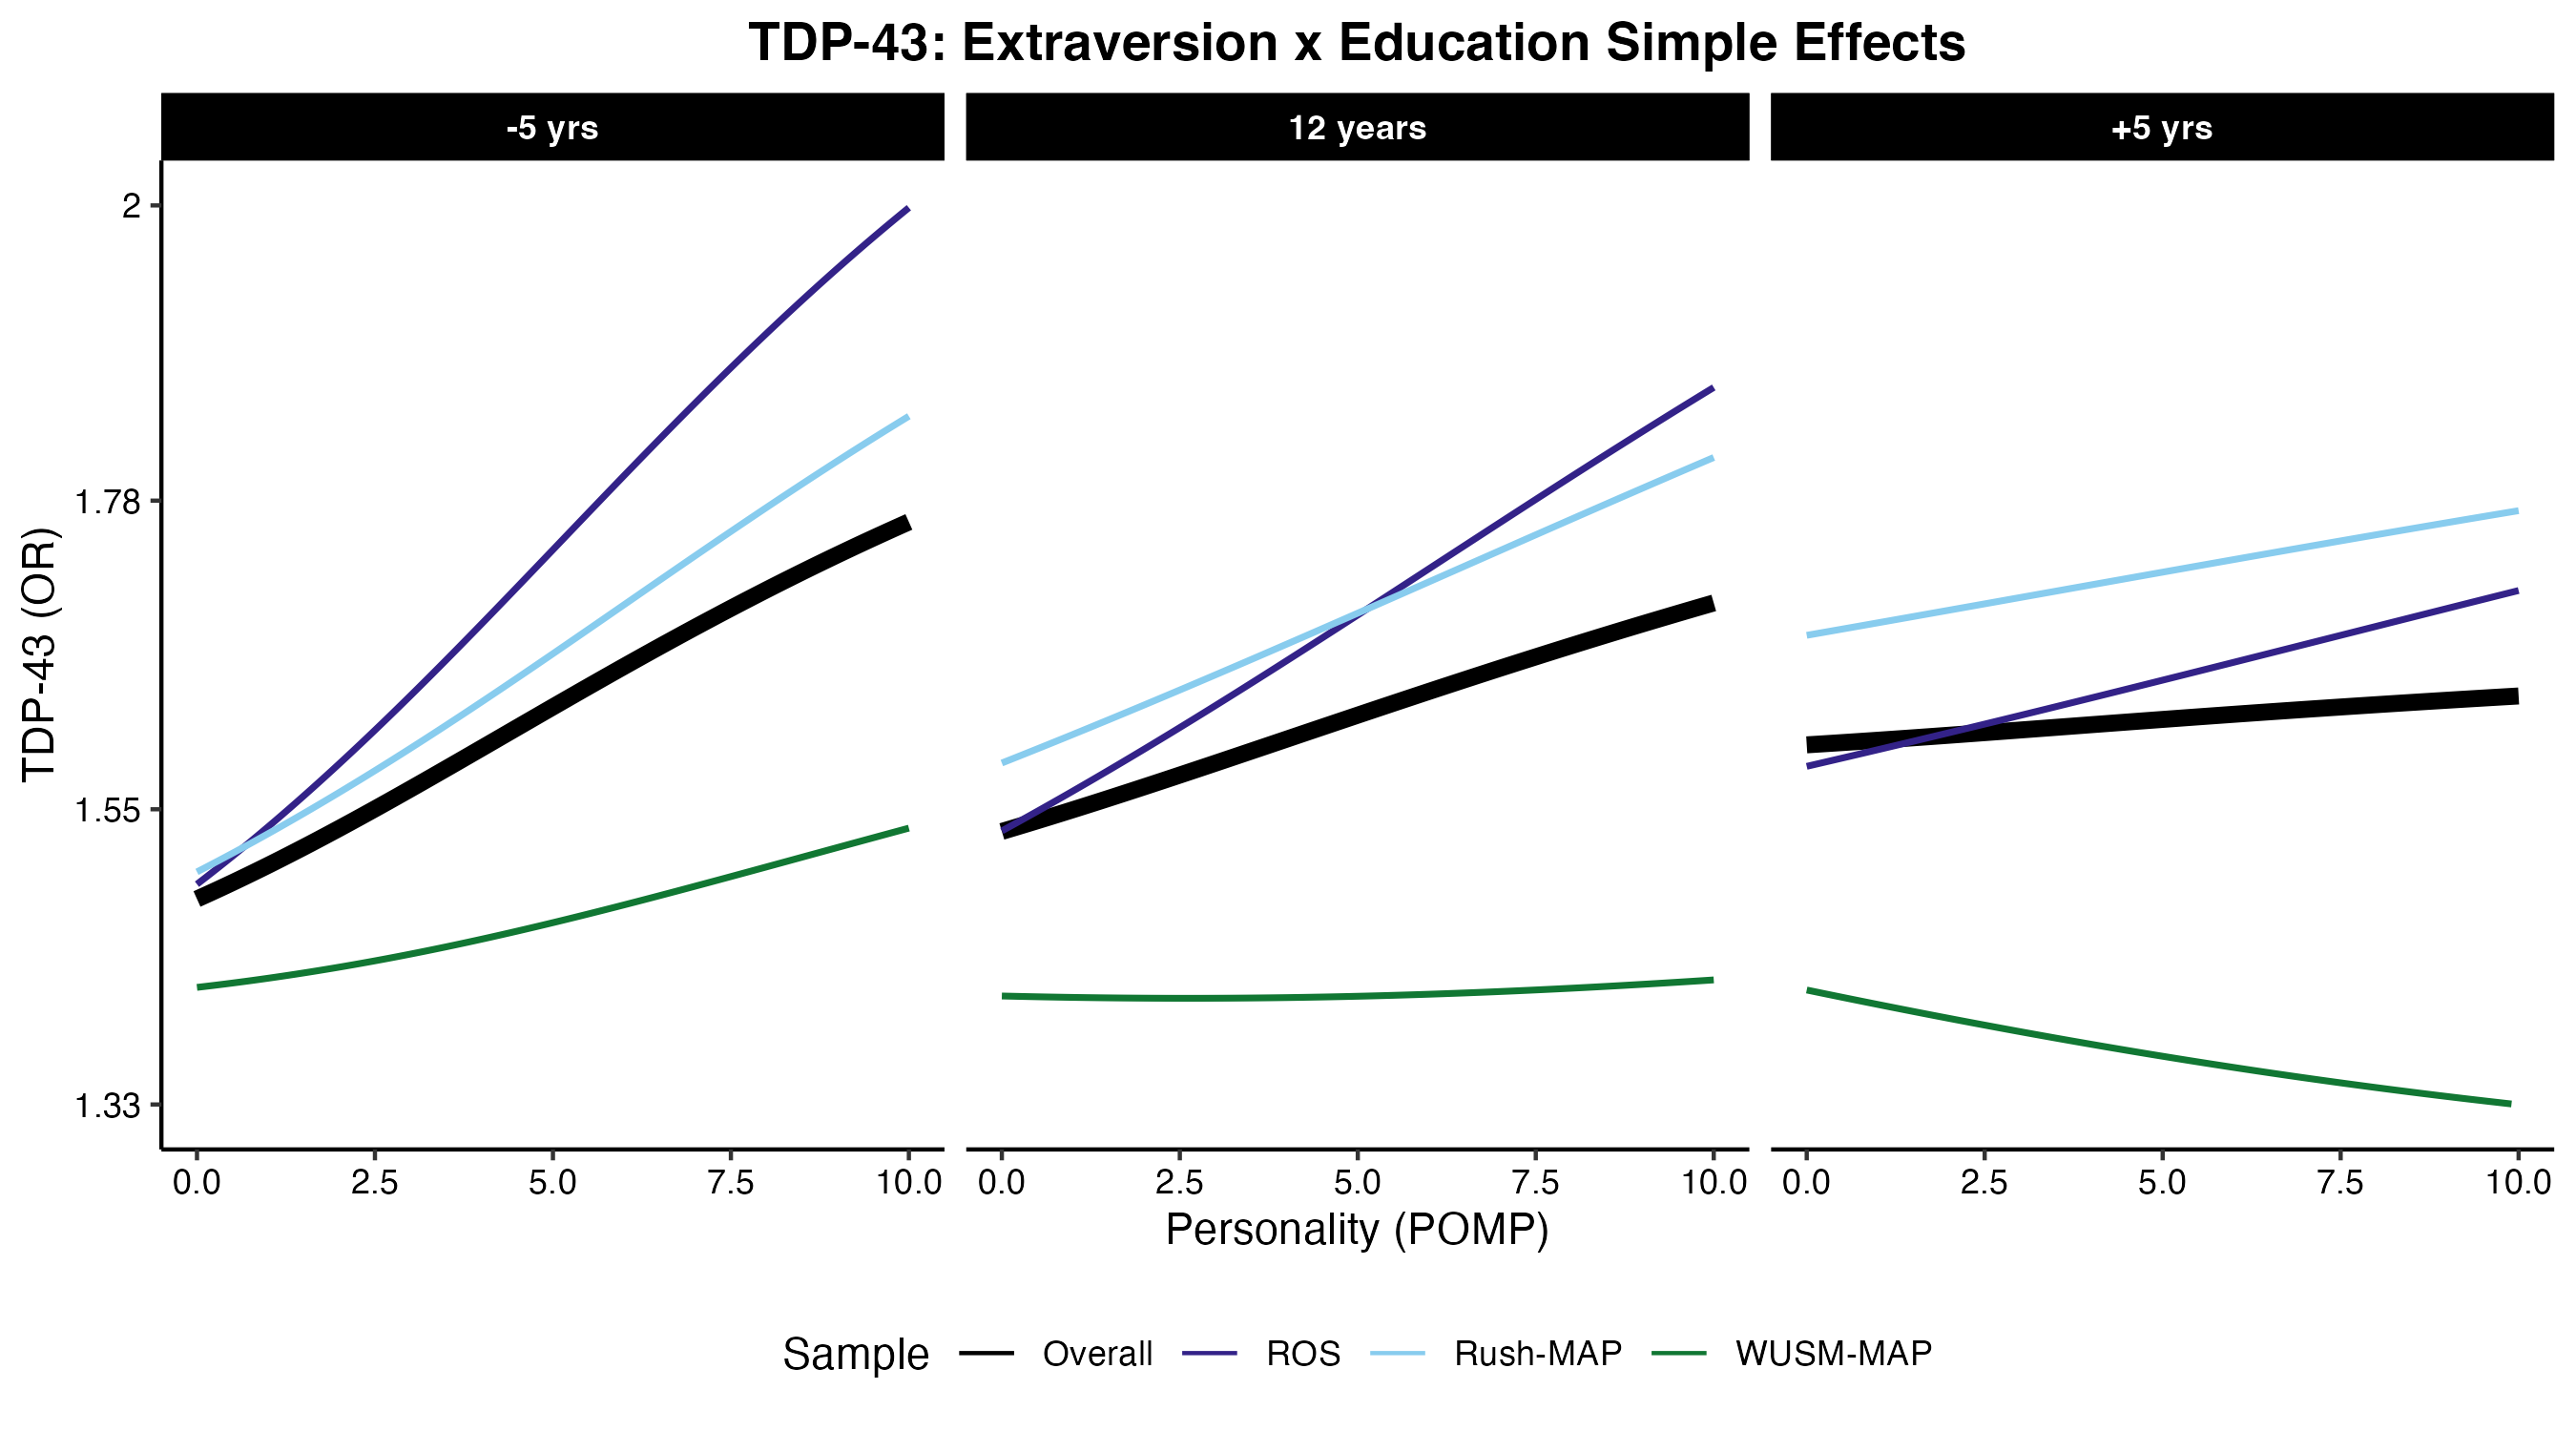 TDP-43: Extraversion x Education Simple Effects
-5 yrs 12 years +5 yrs
TDP-43 (OR)
2
1.78
1.55
1.33
0.0 2.5 5.0 7.5 10.0 0.0 2.5 5.0 7.5 10.0 0.0 2.5 5.0 7.5 10.0
Personality (POMP)
Sample Overall ROS Rush-MAP WUSM-MAP